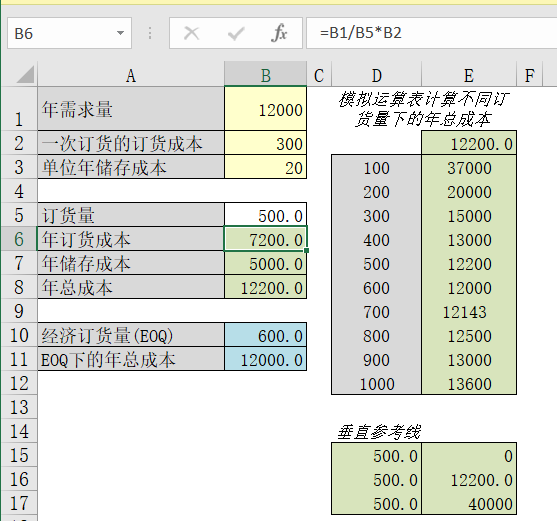 B6 fx =B1/B5*B2
A B C D E F
1 年需求量 12000 模拟运算表计算不同订
货量下的年总成本
2 一次订货的订货成本 300 12200.0
3 单位年储存成本 20 100 37000
4 200 20000
5 订货量 500.0 300 15000
6 年订货成本 7200.0 400 13000
7 年储存成本 5000.0 500 12200
8 年总成本 12200.0 600 12000
9 700 12143
10 经济订货量(EOQ) 600.0 800 12500
11 EOQ下的年总成本 12000.0 900 13000
12 1000 13600
13
14 垂直参考线
15 500.0 0
16 500.0 12200.0
17 500.0 40000